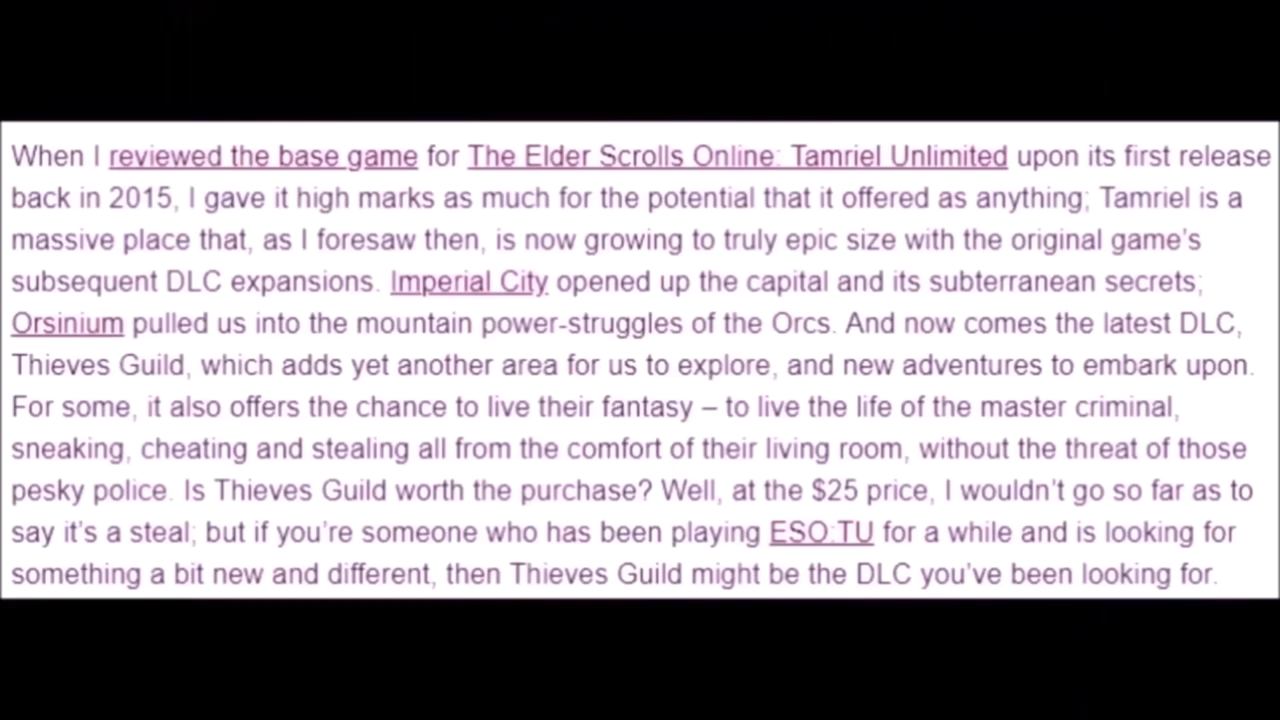 When I reviewed the base game for The Elder Scrolls Online: Tamriel Unlimited upon its first release
back in 2015, I gave it high marks as much for the potential that it offered as anything; Tamriel is a
massive place that, as I foresaw then, is now growing to truly epic size with the original game's
subsequent DLC expansions. Imperial City opened up the capital and its subterranean secrets;
Orsinium pulled us into the mountain power-struggles of the Orcs. And now comes the latest DLC,
Thieves Guild, which adds yet another area for us to explore, and new adventures to embark upon.
For some, it also offers the chance to live their fantasy – to live the life of the master criminal,
sneaking, cheating and stealing all from the comfort of their living room, without the threat of those
pesky police. Is Thieves Guild worth the purchase? Well, at the $25 price, I wouldn't go so far as to
say it's a steal; but if you're someone who has been playing ESO:TU for a while and is looking for
something a bit new and different, then Thieves Guild might be the DLC you've been looking for.